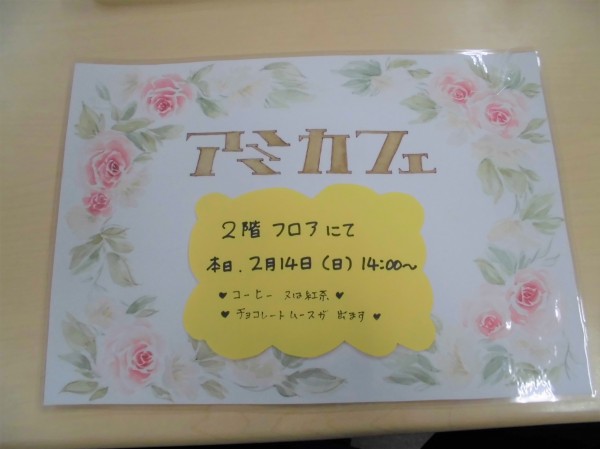 アミカフェ
2階 フロアにて
本日、2月14日(日) 14:00～
♥ コーヒー 又は紅茶 ♥
♥ チョコレートムースが 出ます ♥